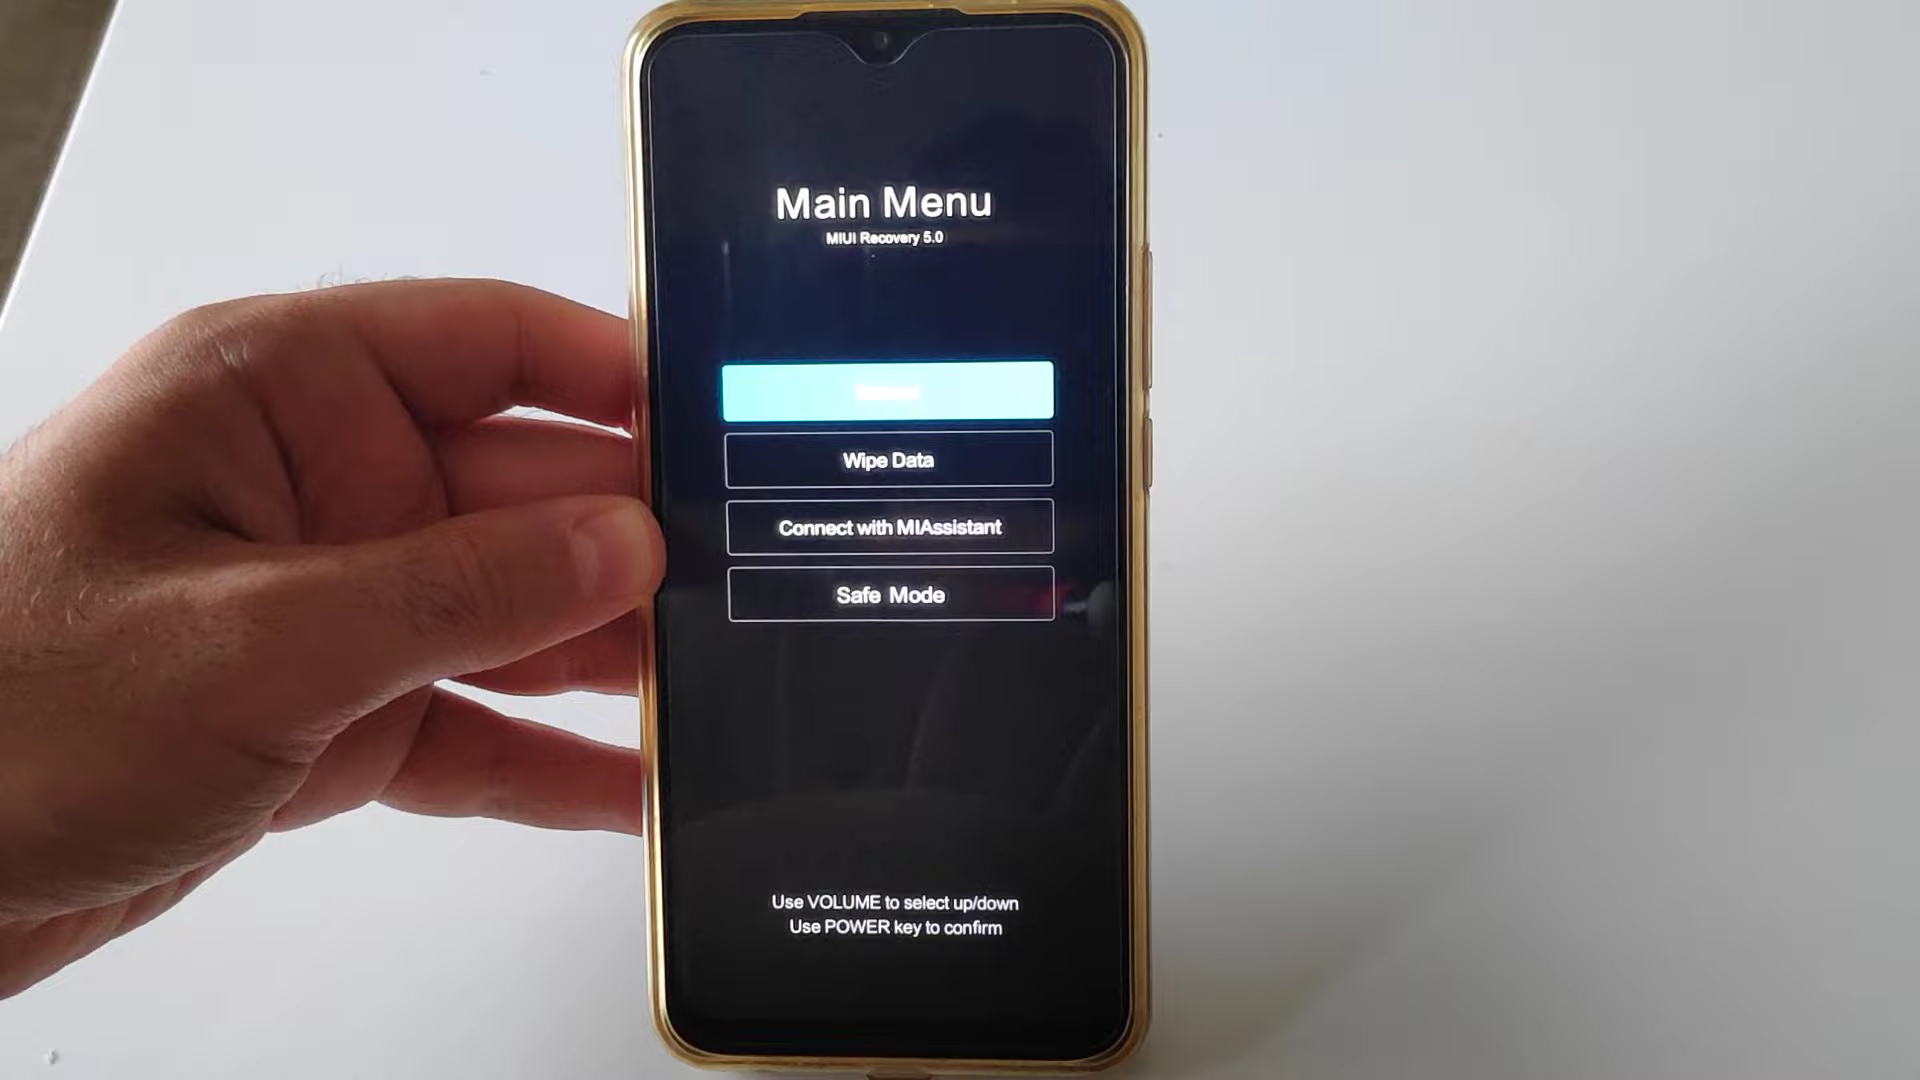 Main Menu
MIUI Recovery 5.0
Wipe Data
Connect with MIAssistant
Safe Mode
Use VOLUME to select up/down
Use POWER key to confirm